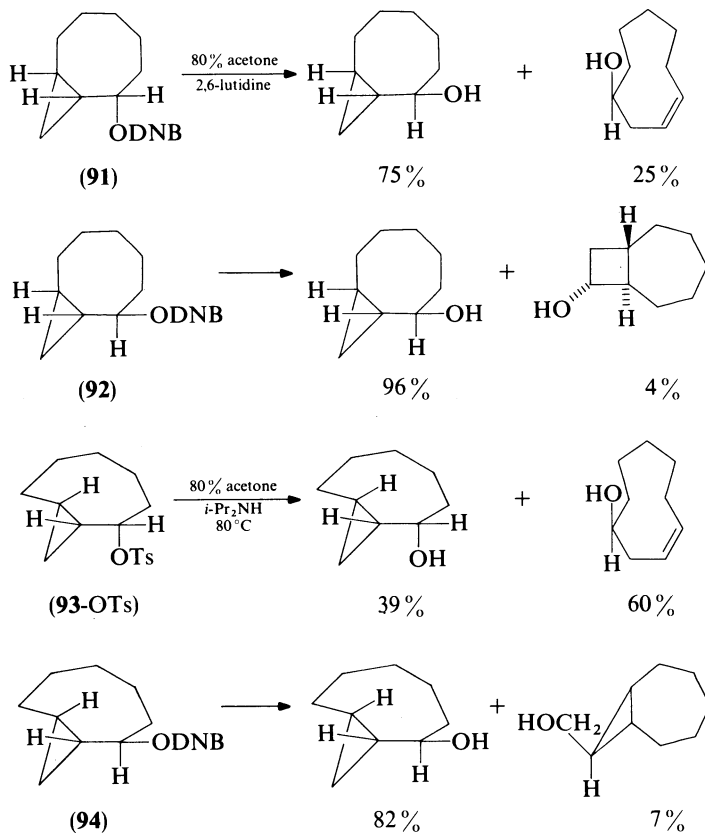 H
H
H
ODNB
(91)
80% acetone
2,6-lutidine
H
H
OH
H
75%
+
HO
H
25%
H
H
ODNB
H
(92)
H
H
OH
H
96%
+
H
HO
H
4%
H
H
H
OTs
(93-OTs)
80% acetone
i-Pr₂NH
80°C
H
H
H
OH
39%
+
HO
H
60%
H
H
ODNB
H
(94)
H
H
OH
H
82%
+
HOCH₂
H
7%